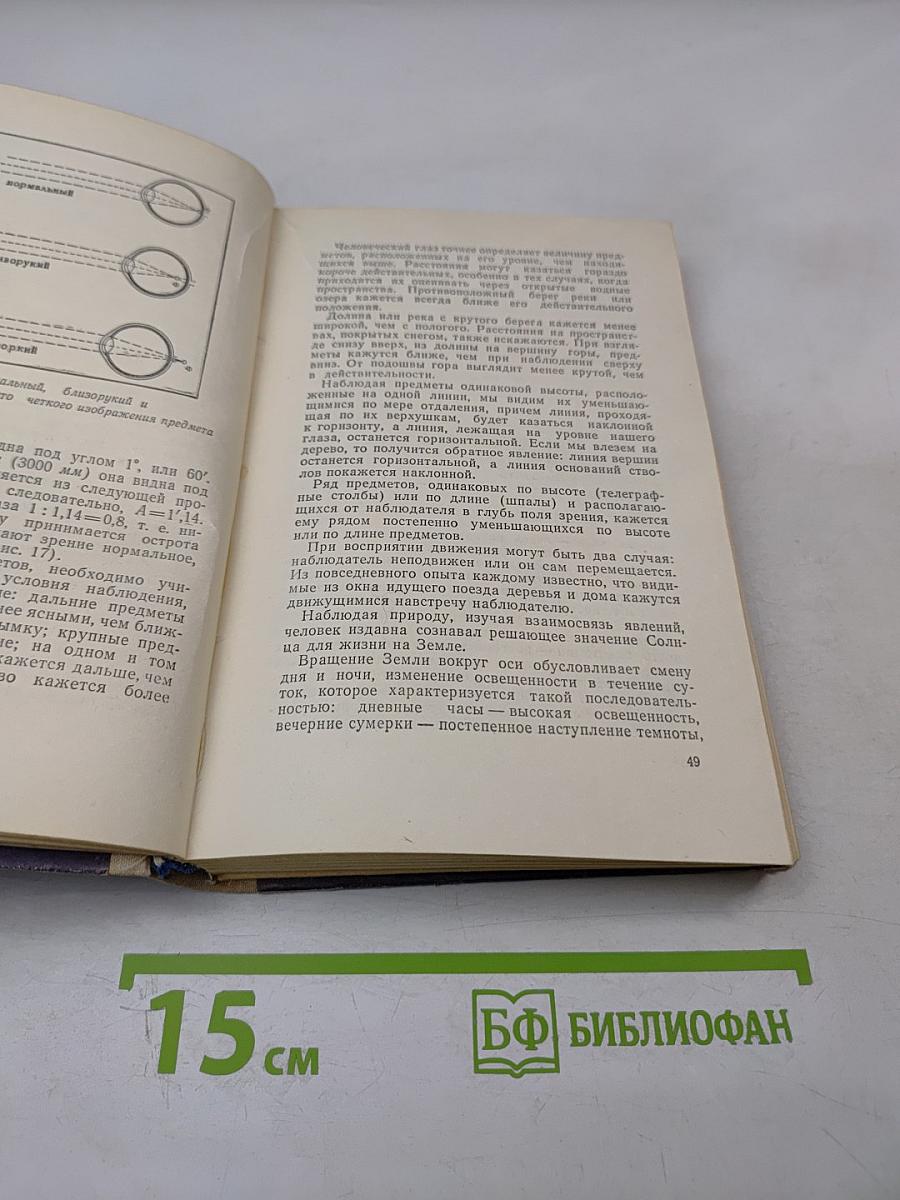 нормальный
зворукий
оркий
альный, близорукий и
то четкого изображения предмета
дна под углом 1°, или 60′.
(3000 мм) она видна под
яется из следующей про-
следовательно, А=1′,14.
за 1 : 1,14=0,8, т. е. ни-
у принимается острота
ают зрение нормальное,
ис. 17).
етов, необходимо учи-
условия наблюдения,
ие: дальние предметы
нее ясными, чем ближ-
ымку; крупные пред-
не; на одном и том
кажется дальше, чем
во кажется более
Человеческий глаз точнее определяет величину пред-
метов, расположенных на его уровне, чем находя-
щихся выше. Расстояния могут казаться гораздо
короче действительных, особенно в тех случаях, когда
приходится их оценивать через открытые водные
пространства. Противоположный берег реки или
озера кажется всегда ближе его действительного
положения.
Долина или река с крутого берега кажется менее
широкой, чем с пологого. Расстояния на пространст-
вах, покрытых снегом, также искажаются. При взгля-
де снизу вверх, из долины на вершину горы, пред-
меты кажутся ближе, чем при наблюдении сверху
вниз. От подошвы гора выглядит менее крутой, чем
в действительности.
Наблюдая предметы одинаковой высоты, располо-
женные на одной линии, мы видим их уменьшаю-
щимися по мере отдаления, причем линия, проходя-
щая по их верхушкам, будет казаться наклонной
к горизонту, а линия, лежащая на уровне нашего
глаза, останется горизонтальной. Если мы влезем на
дерево, то получится обратное явление: линия вершин
останется горизонтальной, а линия оснований ство-
лов покажется наклонной.
Ряд предметов, одинаковых по высоте (телеграф-
ные столбы) или по длине (шпалы) и располагаю-
щихся от наблюдателя в глубь поля зрения, кажется
ему рядом постепенно уменьшающихся по высоте
или по длине предметов.
При восприятии движения могут быть два случая:
наблюдатель неподвижен или он сам перемещается.
Из повседневного опыта каждому известно, что види-
мые из окна идущего поезда деревья и дома кажутся
движущимися навстречу наблюдателю.
Наблюдая природу, изучая взаимосвязь явлений,
человек издавна сознавал решающее значение Солн-
ца для жизни на Земле.
Вращение Земли вокруг оси обусловливает смену
дня и ночи, изменение освещенности в течение су-
ток, которое характеризуется такой последователь-
ностью: дневные часы — высокая освещенность,
вечерние сумерки — постепенное наступление темноты,
49
15 см
БФ БИБЛИОФАН